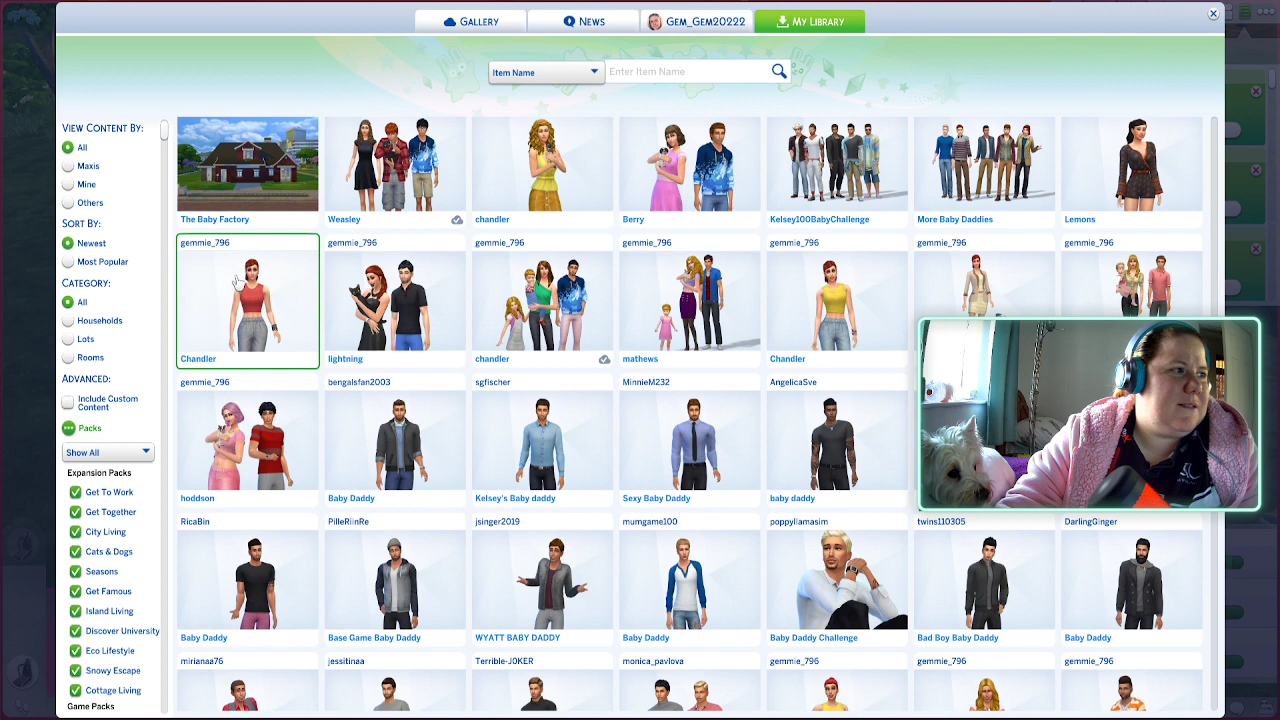 GALLERY
NEWS
GEM_GEM20222
MY LIBRARY
Item Name
Enter Item Name
VIEW CONTENT BY:
All
Maxis
Mine
Others
SORT BY:
Newest
Most Popular
CATEGORY:
All
Households
Lots
Rooms
ADVANCED:
Include Custom
Content
Packs
Show All
Expansion Packs
Get To Work
Get Together
City Living
Cats & Dogs
Seasons
Get Famous
Island Living
Discover University
Eco Lifestyle
Snowy Escape
Cottage Living
Game Packs
The Baby Factory
Weasley
chandler
Berry
Kelsey100BabyChallenge
More Baby Daddies
Lemons
gemmie_796
gemmie_796
gemmie_796
gemmie_796
gemmie_796
gemmie_796
gemmie_796
Chandler
lightning
chandler
mathews
Chandler
gemmie_796
bengalsfan2003
sgfischer
MinnieM232
AngelicaSve
hoddson
Baby Daddy
Kelsey's Baby daddy
Sexy Baby Daddy
baby daddy
RicaBin
PilleRiinRe
jsinger2019
mumgame100
poppyllamasim
twins110305
DarlingGinger
Baby Daddy
Base Game Baby Daddy
WYATT BABY DADDY
Baby Daddy
Baby Daddy Challenge
Bad Boy Baby Daddy
Baby Daddy
mirianaa76
jessitinaa
Terrible-J0KER
monica_pavlova
gemmie_796
gemmie_796
gemmie_796